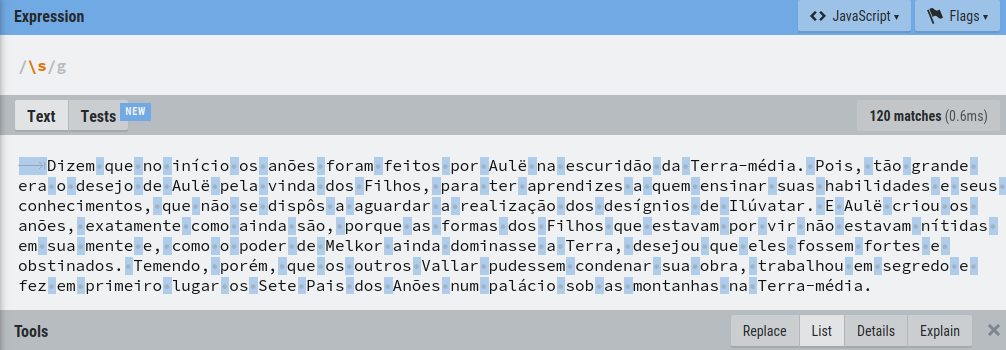 Expression
<> JavaScript▾
Flags▾
/\s/g
Text
Tests
NEW
120 matches (0.6ms)
Dizem que no início os anões foram feitos por Aulë na escuridão da Terra-média. Pois, tão grande
era o desejo de Aulë pela vinda dos Filhos, para ter aprendizes a quem ensinar suas habilidades e seus
conhecimentos, que não se dispôs a aguardar a realização dos desígnios de Ilúvatar. E Aulë criou os
anões, exatamente como ainda são, porque as formas dos Filhos que estavam por vir não estavam nítidas
em sua mente e, como o poder de Melkor ainda dominasse a Terra, desejou que eles fossem fortes e
obstinados. Temendo, porém, que os outros Vallar pudessem condenar sua obra, trabalhou em segredo e
fez em primeiro lugar os Sete Pais dos Anões num palácio sob as montanhas na Terra-média.
Tools
Replace
List
Details
Explain